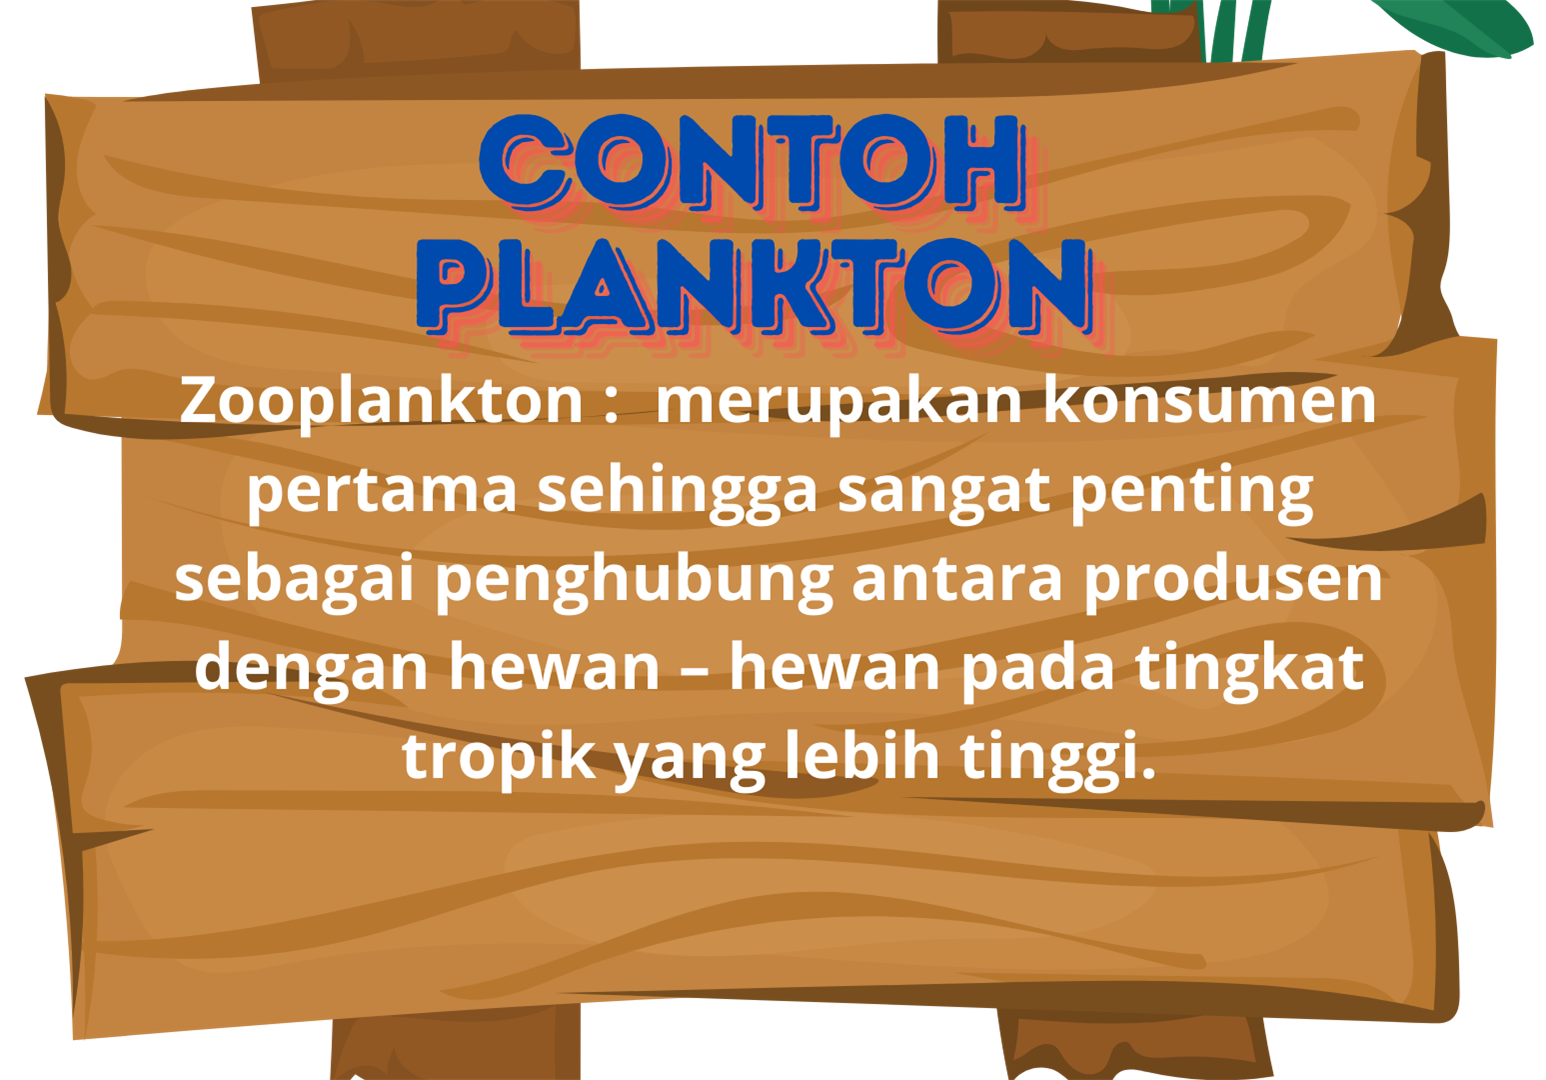 CONTOH
PLANKTON
Zooplankton : merupakan konsumen
pertama sehingga sangat penting
sebagai penghubung antara produsen
dengan hewan – hewan pada tingkat
tropik yang lebih tinggi.